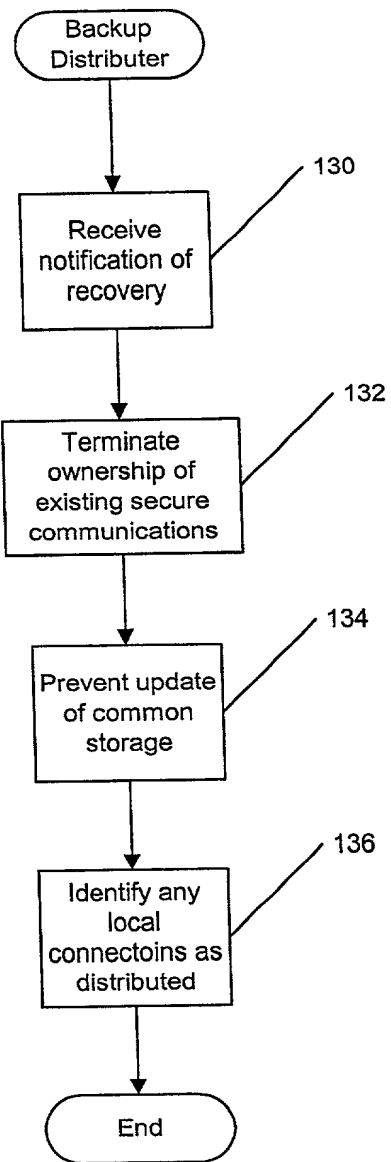 Backup
Distributer
130
Receive
notification of
recovery
132
Terminate
ownership of
existing secure
communications
134
Prevent update
of common
storage
136
Identify any
local
connectoins as
distributed
End